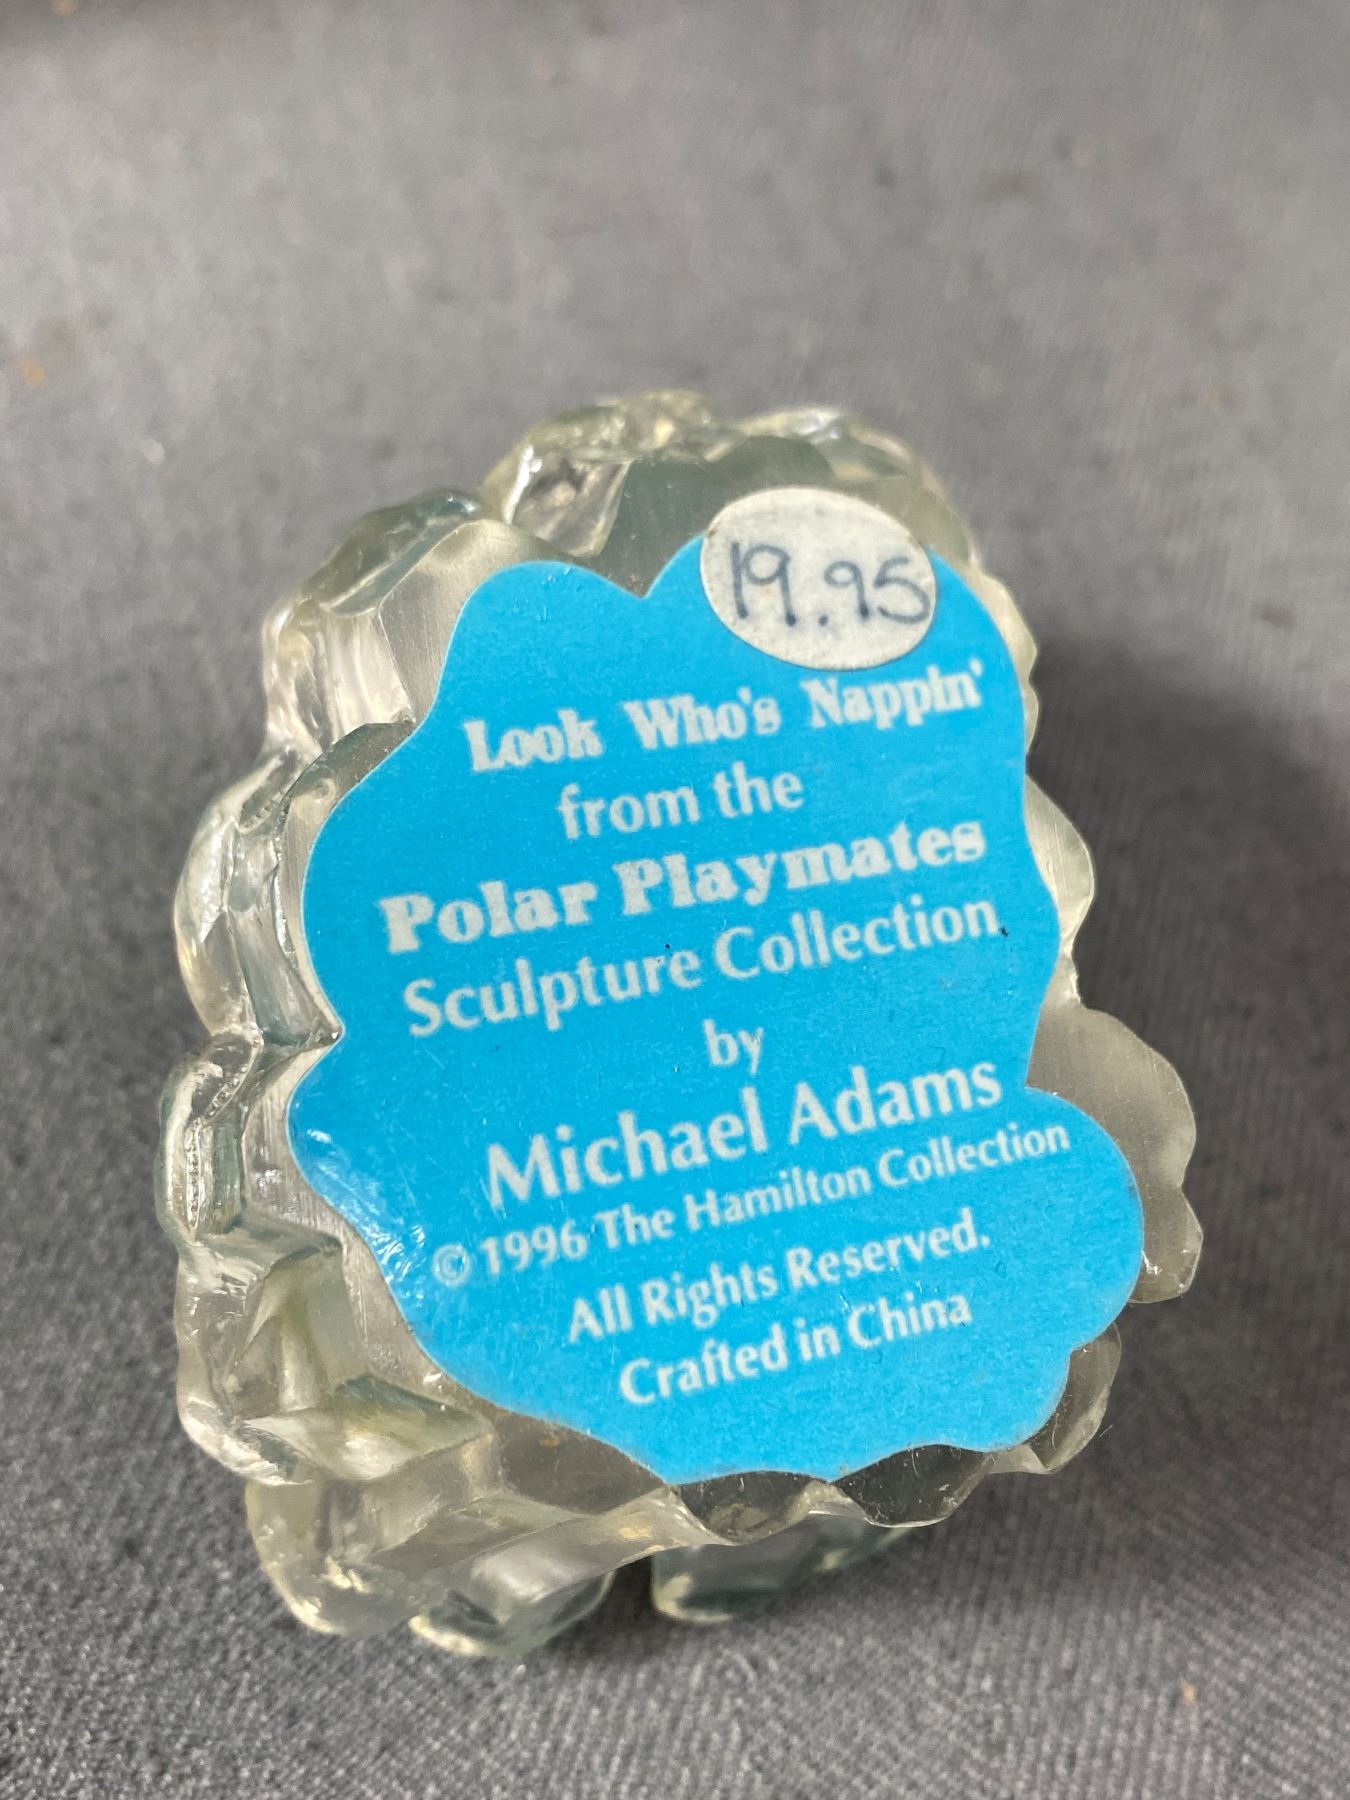 19.95
Look Who's Nappin'
from the
Polar Playmates
Sculpture Collection
by
Michael Adams
© 1996 The Hamilton Collection
All Rights Reserved.
Crafted in China